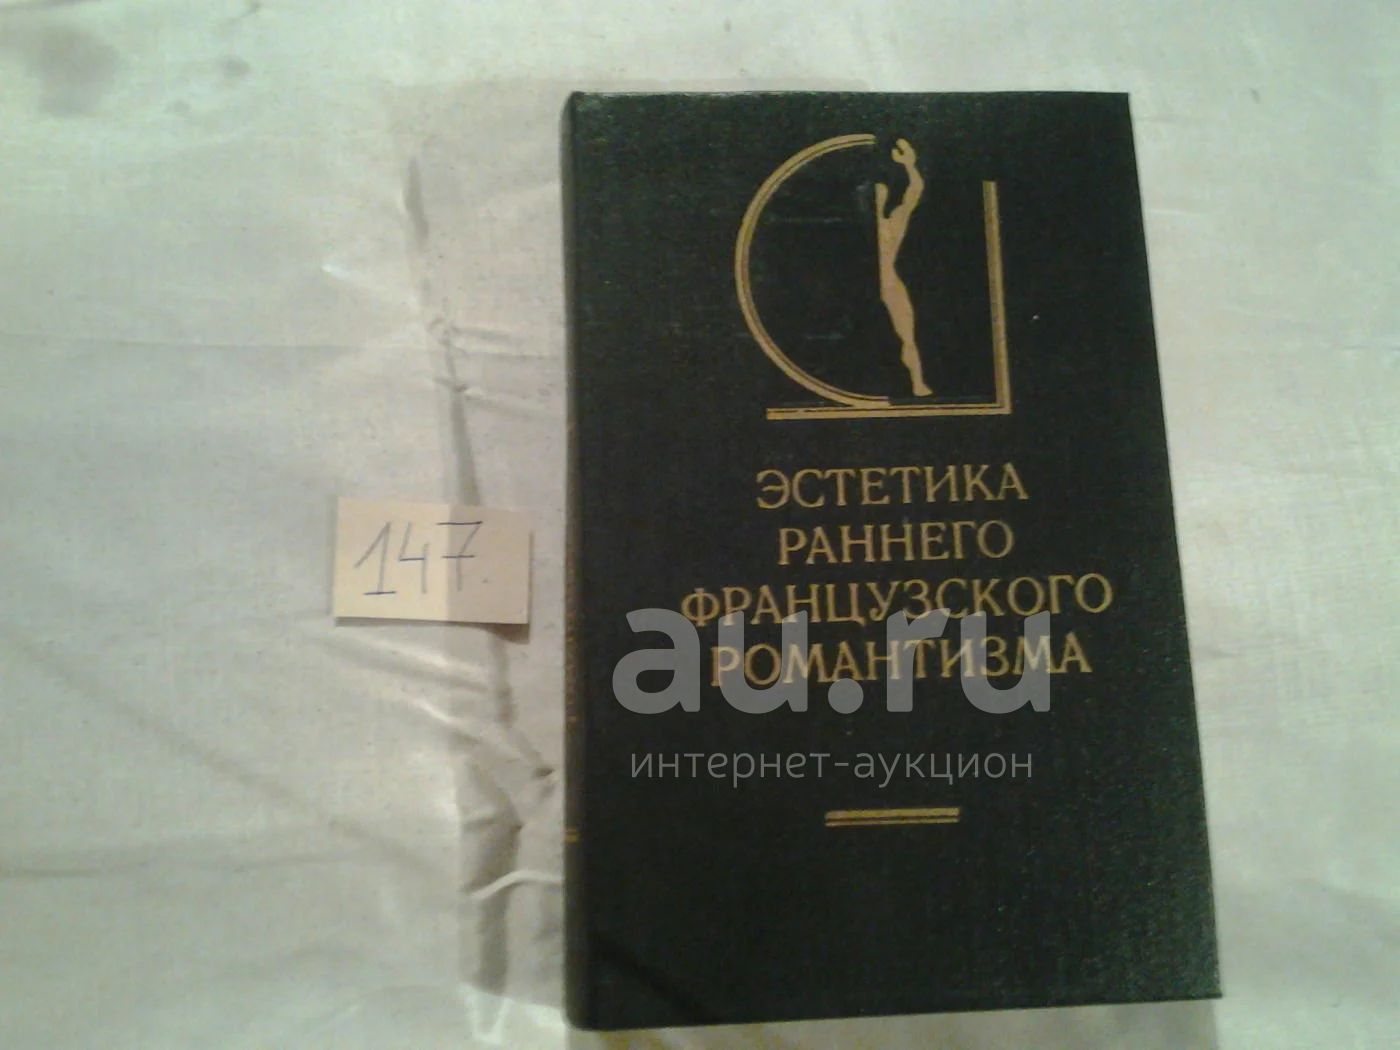 147.
ЭСТЕТИКА
РАННЕГО
ФРАНЦУЗСКОГО
РОМАНТИЗМА
au.ru
интернет-аукцион